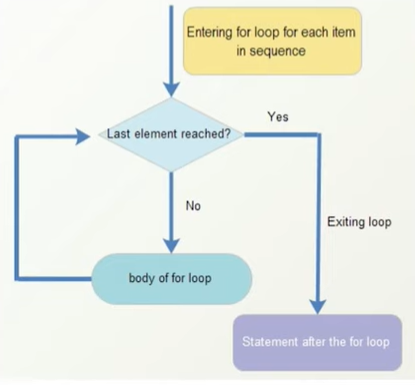 Entering for loop for each item
in sequence
Last element reached?
Yes
No
Exiting loop
body of for loop
Statement after the for loop